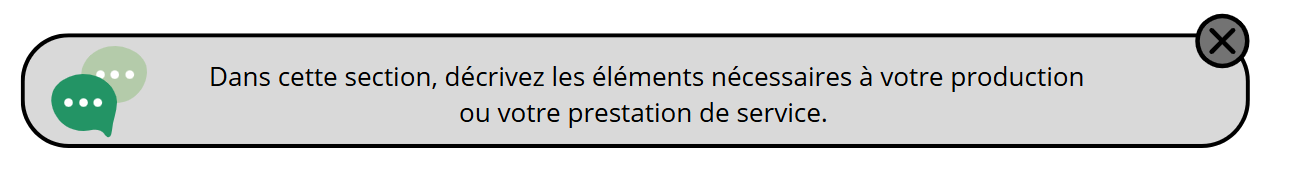 Dans cette section, décrivez les éléments nécessaires à votre production
ou votre prestation de service.